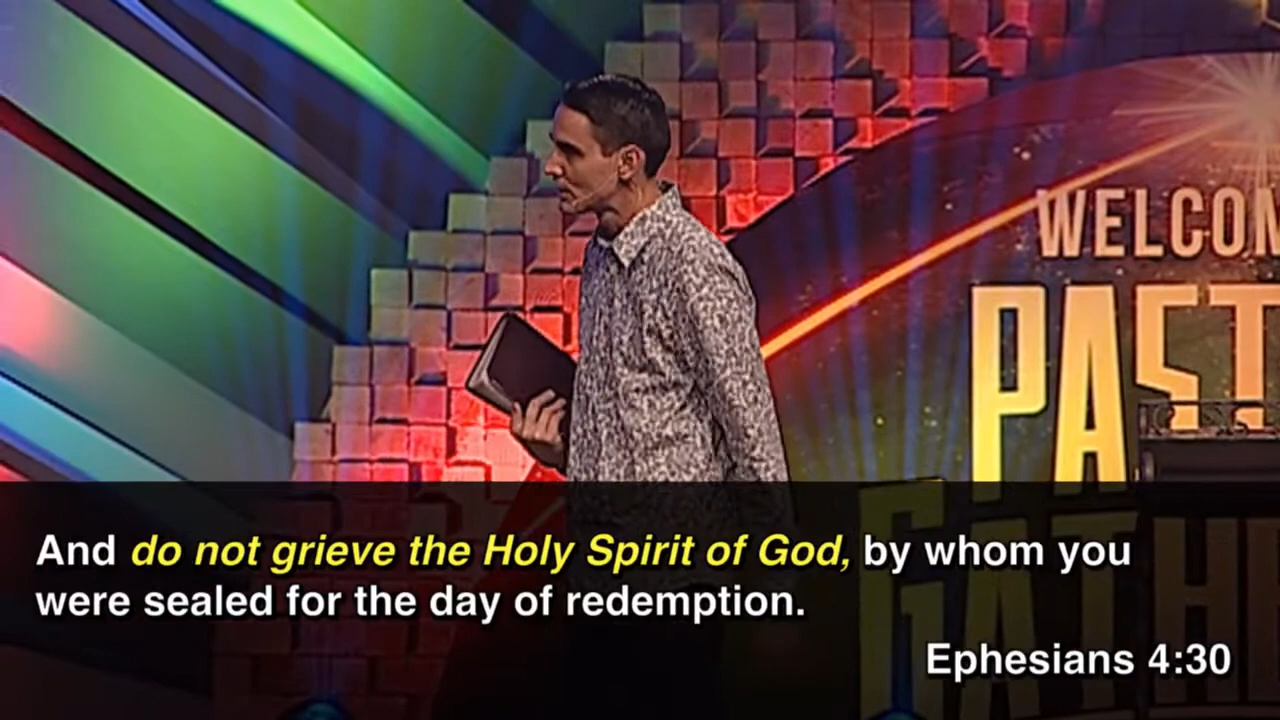 WELCOM
PAST
GATH
And do not grieve the Holy Spirit of God, by whom you
were sealed for the day of redemption.
Ephesians 4:30